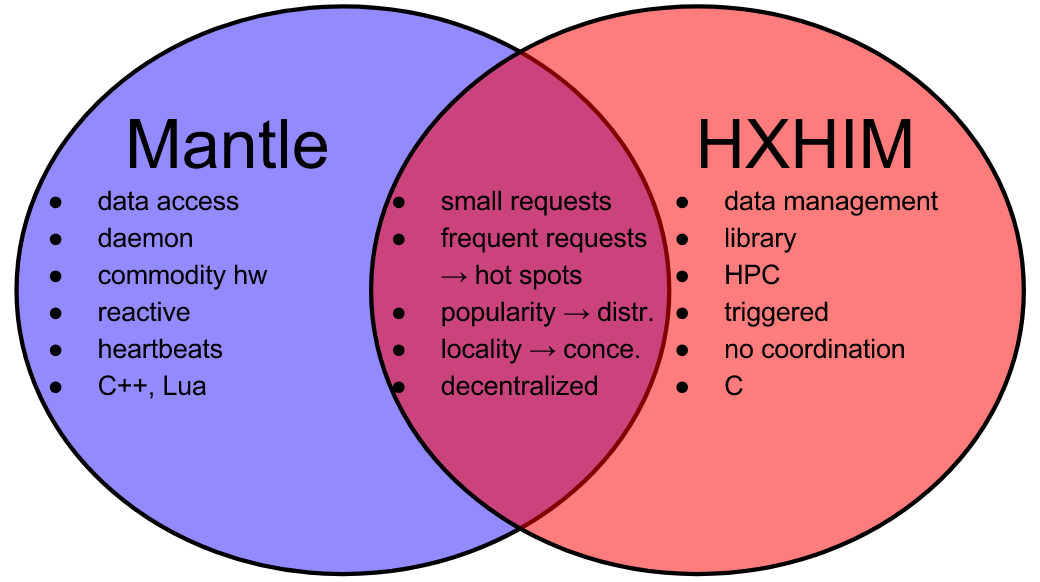 Mantle
● data access
● daemon
● commodity hw
● reactive
● heartbeats
● C++, Lua
● small requests
● frequent requests
→ hot spots
● popularity → distr.
● locality → conce.
● decentralized
HXHIM
● data management
● library
● HPC
● triggered
● no coordination
● C